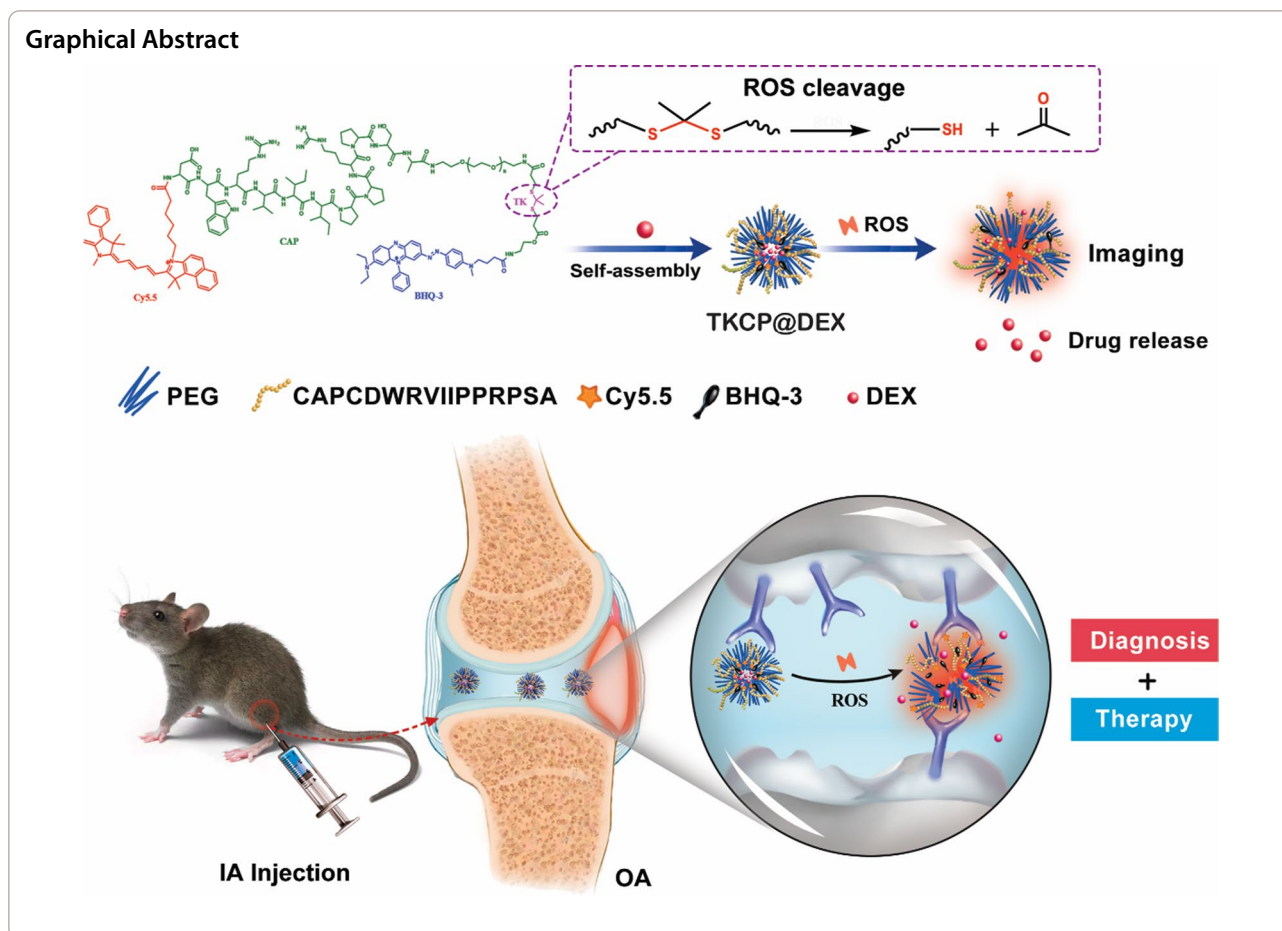 Graphical Abstract
ROS cleavage
S
S
ROS
SH
+
O
TK
CAP
Cy5.5
BHQ-3
Self-assembly
TKCP@DEX
ROS
Imaging
Drug release
PEG
CAPCDWRVIIPPRPSA
Cy5.5
BHQ-3
DEX
ROS
Diagnosis
+
Therapy
IA Injection
OA